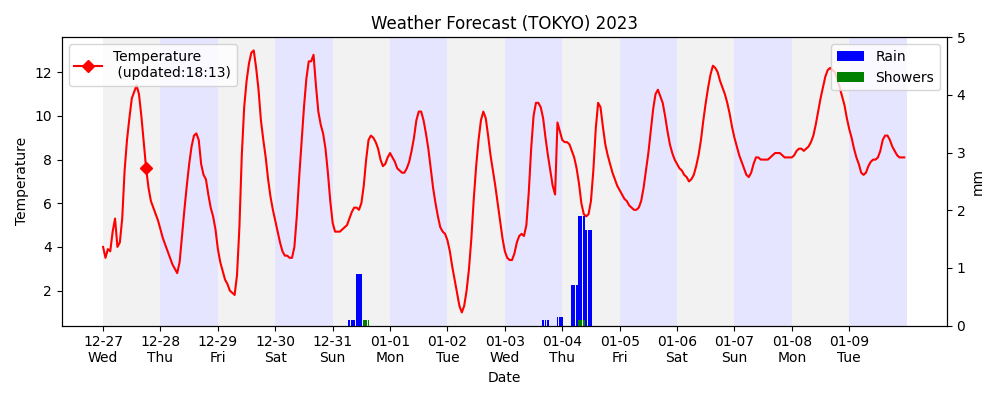 Weather Forecast (TOKYO) 2023
Temperature
(updated:18:13)
Rain
Showers
Temperature
12
10
8
6
4
2
5
4
3
2
1
0
mm
12-27 12-28 12-29 12-30 12-31 01-01 01-02 01-03 01-04 01-05 01-06 01-07 01-08 01-09
Wed Thu Fri Sat Sun Mon Tue Wed Thu Fri Sat Sun Mon Tue
Date